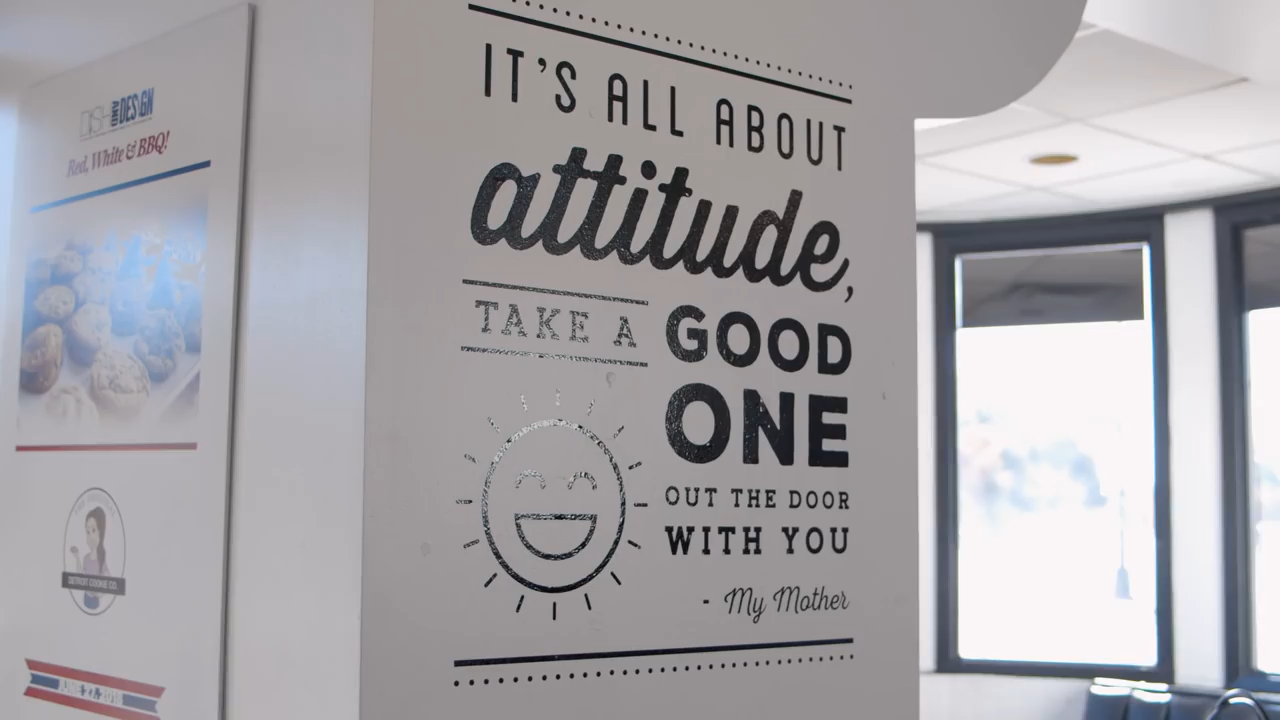 DISH AND DESIGN
Red, White & BBQ!
DETROIT COOKIE CO.
IT'S ALL ABOUT
attitude,
TAKE A
GOOD
ONE
OUT THE DOOR
WITH YOU
- My Mother